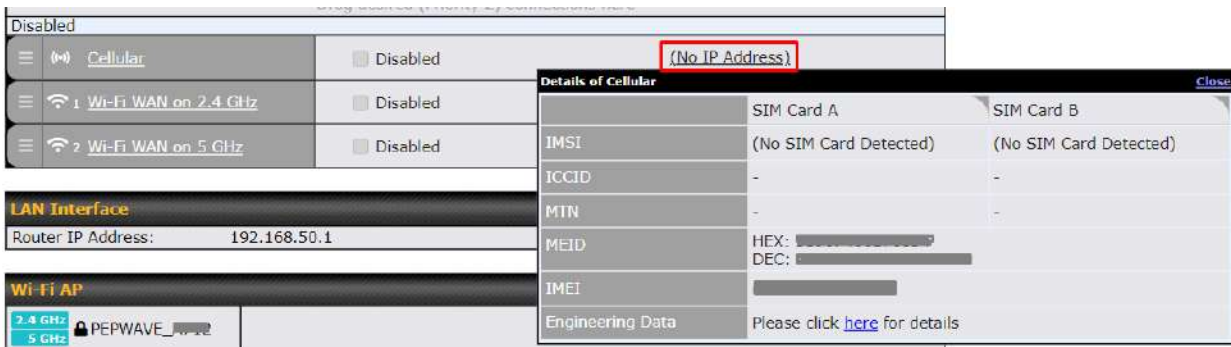 Disabled
Cellular Disabled (No IP Address)
1 Wi-Fi WAN on 2.4 GHz Disabled
2 Wi-Fi WAN on 5 GHz Disabled
Details of Cellular Close
SIM Card A SIM Card B
IMSI (No SIM Card Detected) (No SIM Card Detected)
ICCID - -
MTN - -
MEID HEX:
DEC:
IMEI
Engineering Data Please click here for details
LAN Interface
Router IP Address: 192.168.50.1
Wi-Fi AP
2.4 GHz
5 GHz
PEPWAVE_